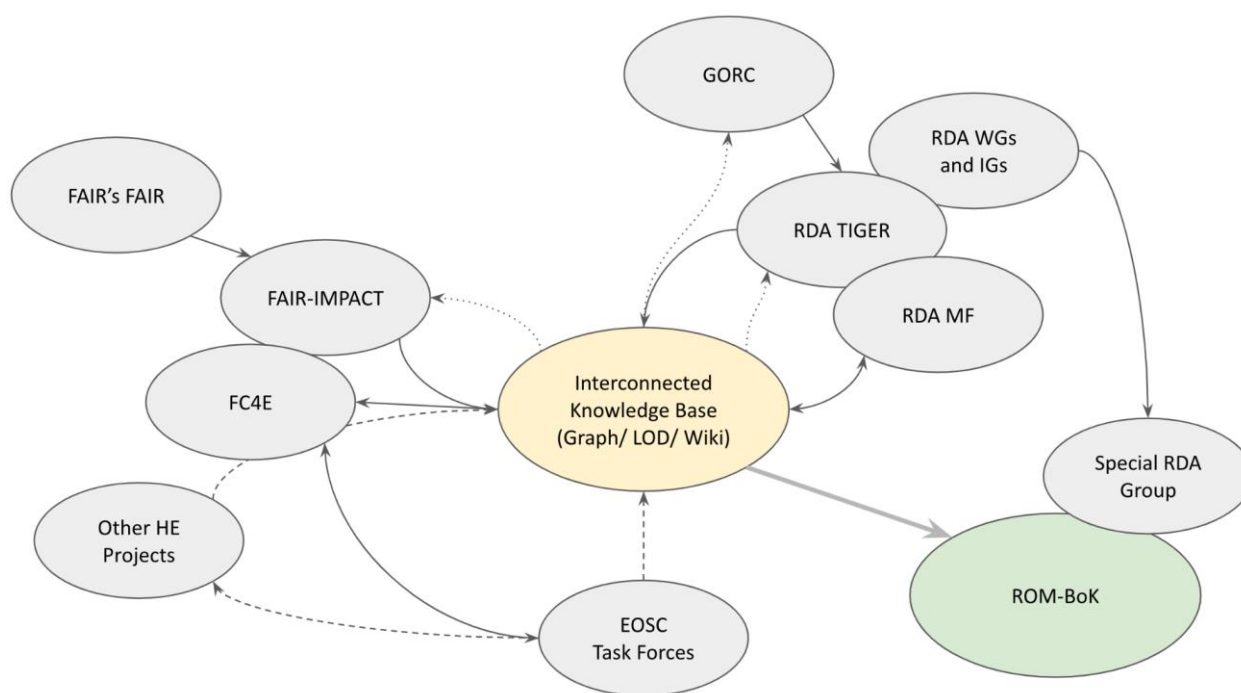 GORC
RDA WGs
and IGs
FAIR's FAIR
RDA TIGER
FAIR-IMPACT
RDA MF
FC4E
Interconnected
Knowledge Base
(Graph/ LOD/ Wiki)
Special RDA
Group
Other HE
Projects
ROM-BoK
EOSC
Task Forces